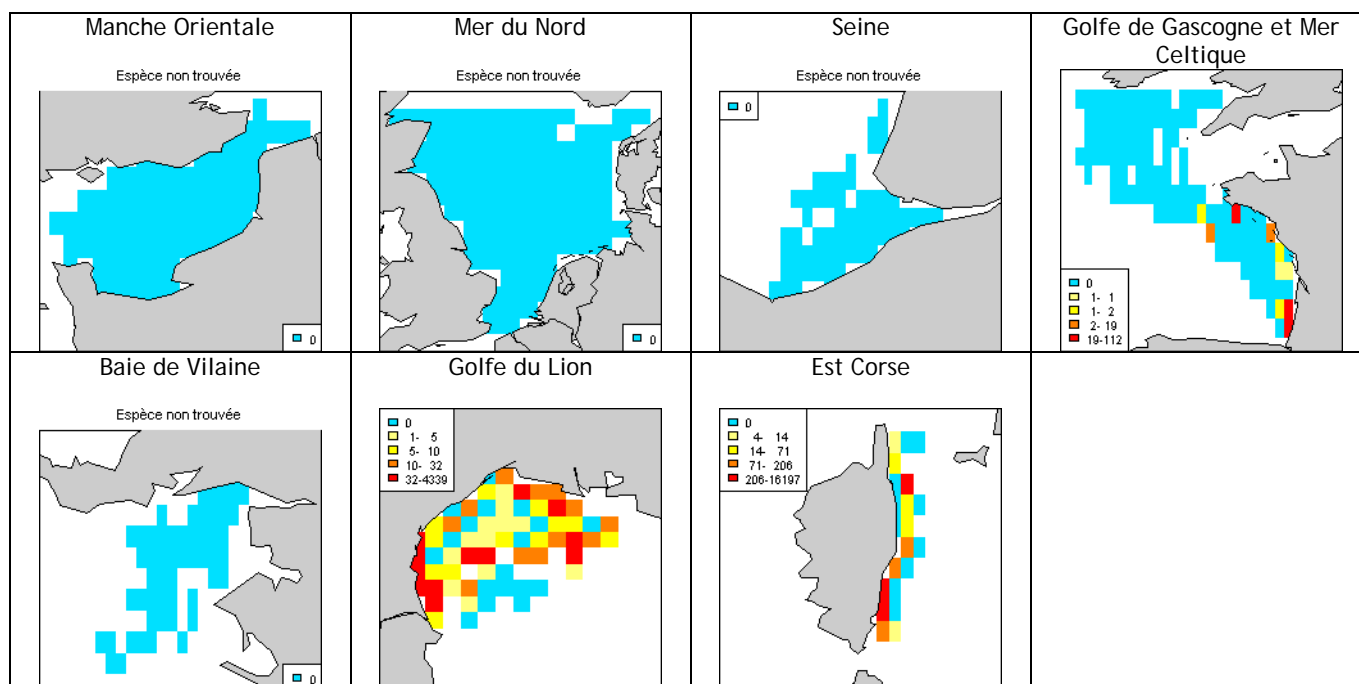 Manche Orientale
Espèce non trouvée
0
Mer du Nord
Espèce non trouvée
0
Seine
Espèce non trouvée
0
Golfe de Gascogne et Mer
Celtique
0
1- 1
1- 2
2- 19
19-112
Baie de Vilaine
Espèce non trouvée
0
Golfe du Lion
0
1- 5
5- 10
10- 32
32-4339
Est Corse
0
4- 14
14- 71
71- 206
206-16197